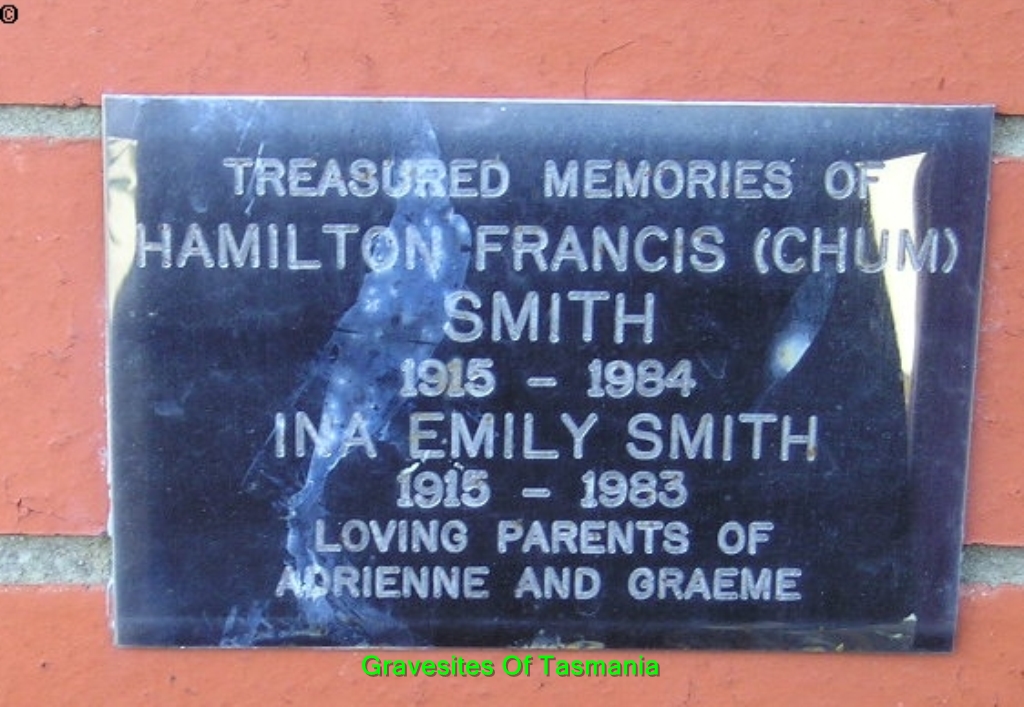 ©
TREASURED MEMORIES OF
HAMILTON FRANCIS (CHUM)
SMITH
1915 - 1984
INA EMILY SMITH
1915 - 1983
LOVING PARENTS OF
ADRIENNE AND GRAEME
Gravesites Of Tasmania